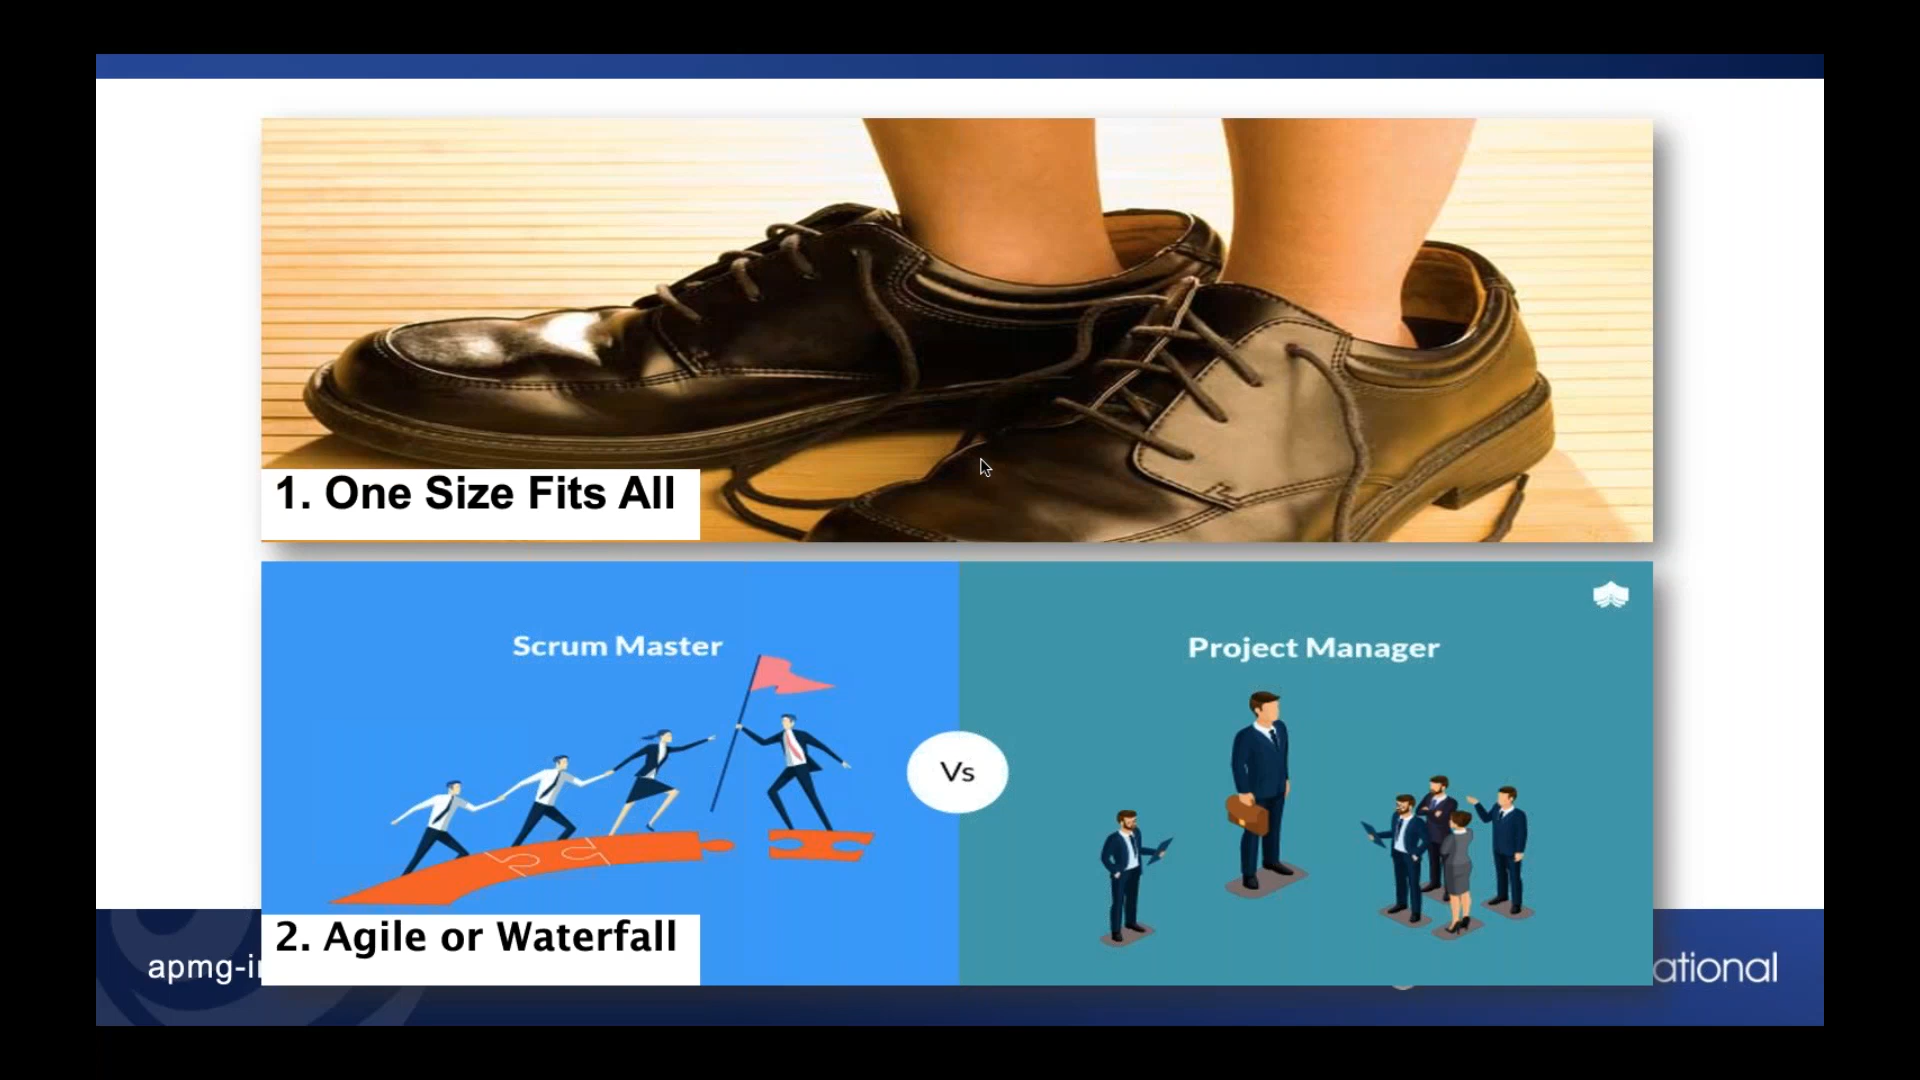 1. One Size Fits All
Scrum Master
Project Manager
Vs
2. Agile or Waterfall
apmg-i
ational